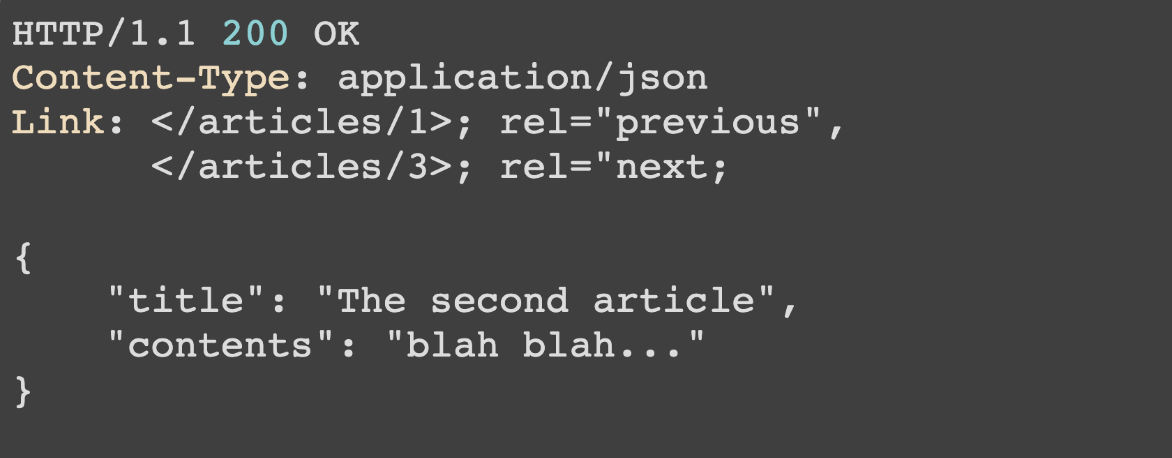 HTTP/1.1 200 OK
Content-Type: application/json
Link: </articles/1>; rel="previous",
</articles/3>; rel="next;
{
"title": "The second article",
"contents": "blah blah..."
}